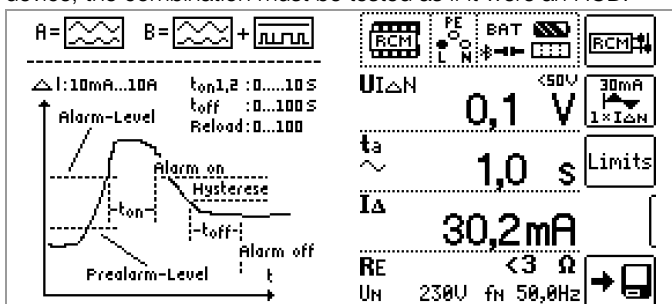 device, the combination must be tested as if it were an RCD.
A= B= +
△I:10mA...10A ton1,2 :0.....10 S
toff :0...100 S
Reload:0...100
Alarm-Level
Alarm on
Hysterese
ton
toff
Alarm off
Prealarm-Level
t
RCM
PE
L N
BAT
RCM
UI△N <50V
0,1 V
30mA
1×I△N
ta
1,0 s
Limits
I△
30,2mA
RE <3 Ω
UN 230V fN 50.0Hz